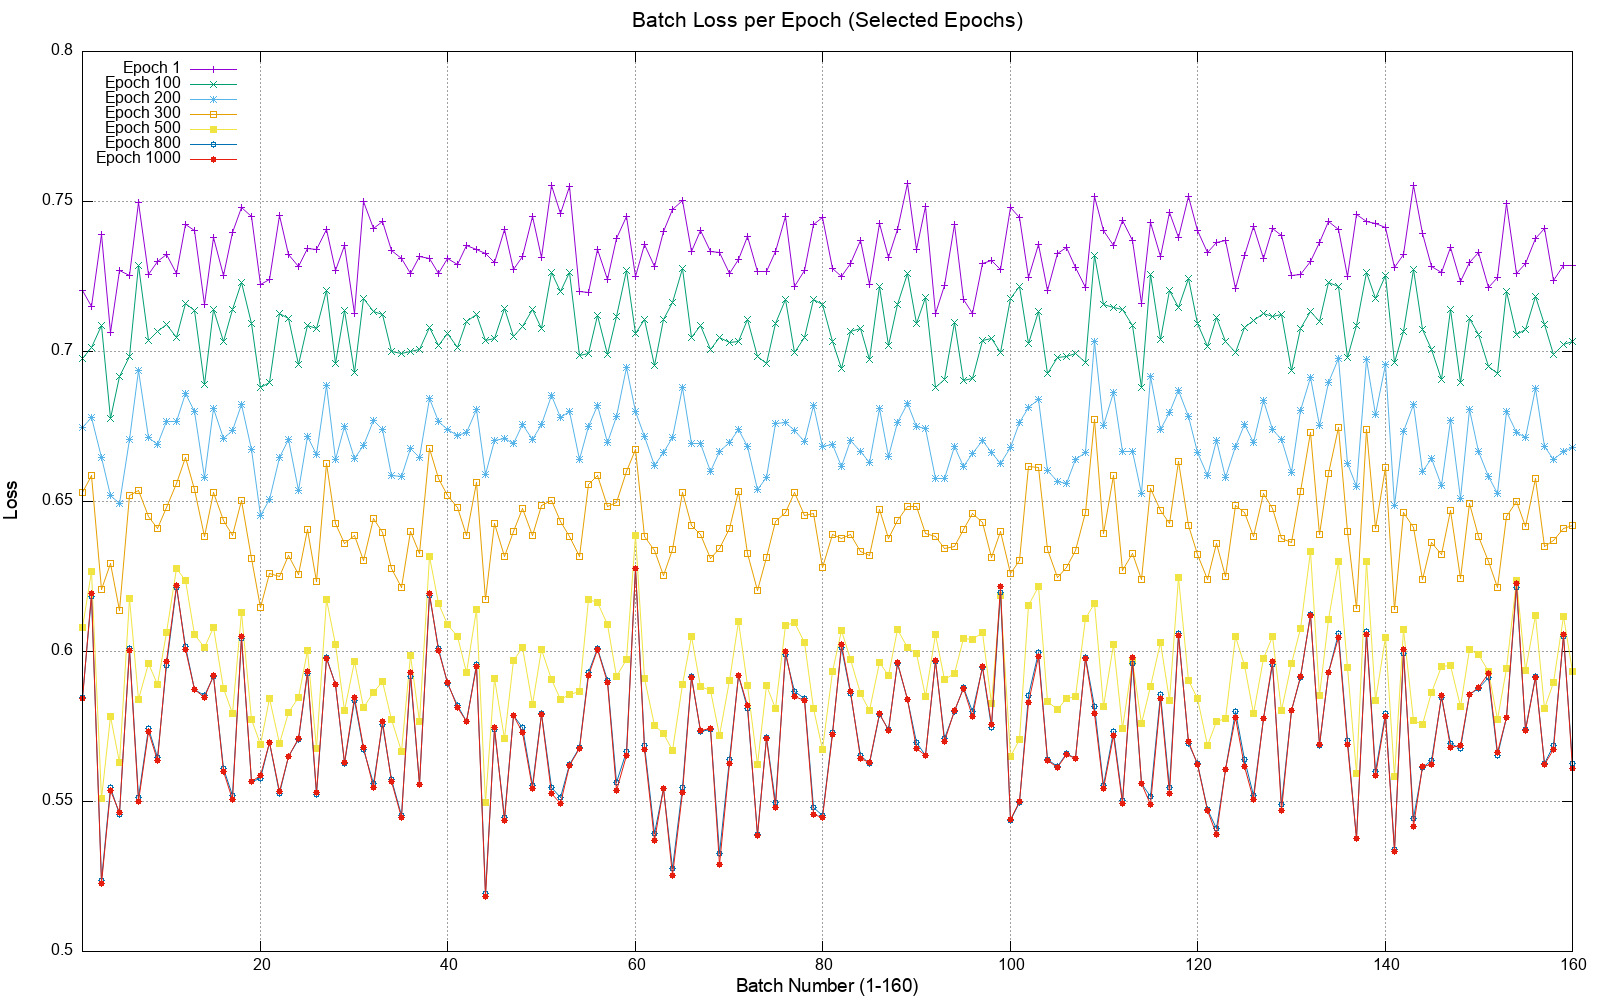 Batch Loss per Epoch (Selected Epochs)
0.8
0.75
0.7
0.65
0.6
0.55
0.5
Loss
Epoch 1
Epoch 100
Epoch 200
Epoch 300
Epoch 500
Epoch 800
Epoch 1000
20 40 60 80 100 120 140 160
Batch Number (1-160)